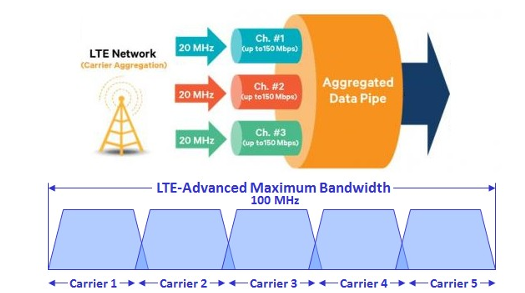 LTE Network
(Carrier Aggregation)
20 MHz
Ch. #1
(up to150 Mbps)
20 MHz
Ch. #2
(up to150 Mbps)
20 MHz
Ch. #3
(up to150 Mbps)
Aggregated
Data Pipe
LTE-Advanced Maximum Bandwidth
100 MHz
Carrier 1
Carrier 2
Carrier 3
Carrier 4
Carrier 5